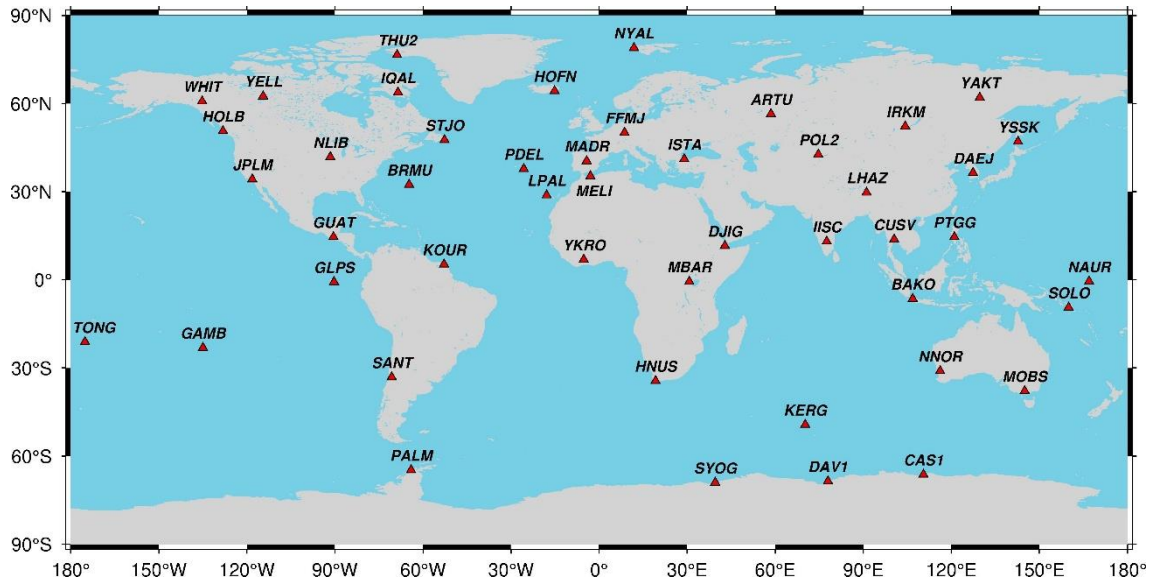 90°N
THU2
NYAL
WHIT
YELL
IQAL
HOFN
YAKT
60°N
HOLB
ARTU
IRKM
STJO
FFMJ
YSSK
NLIB
PDEL
MADR
ISTA
POL2
DAEJ
JPLM
BRMU
LPAL
MELI
LHAZ
30°N
GUAT
KOUR
YKRO
DJIG
IISC
CUSV
PTGG
GLPS
MBAR
NAUR
0°
BAKO
SOLO
TONG
GAMB
30°S
SANT
HNUS
NNOR
MOBS
KERG
60°S
PALM
SYOG
DAV1
CAS1
90°S
180°
150°W
120°W
90°W
60°W
30°W
0°
30°E
60°E
90°E
120°E
150°E
180°